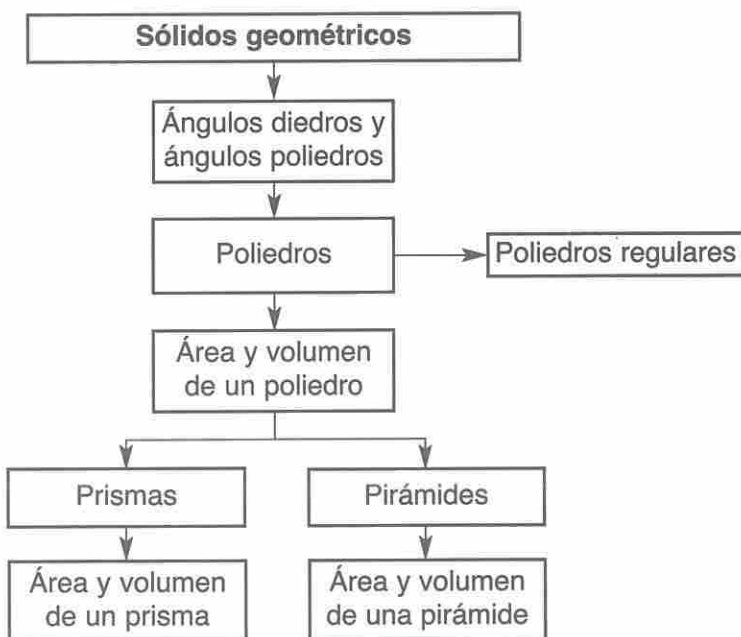 Sólidos geométricos
Ángulos diedros y
ángulos poliedros
Poliedros
Poliedros regulares
Área y volumen
de un poliedro
Prismas
Pirámides
Área y volumen
de un prisma
Área y volumen
de una pirámide